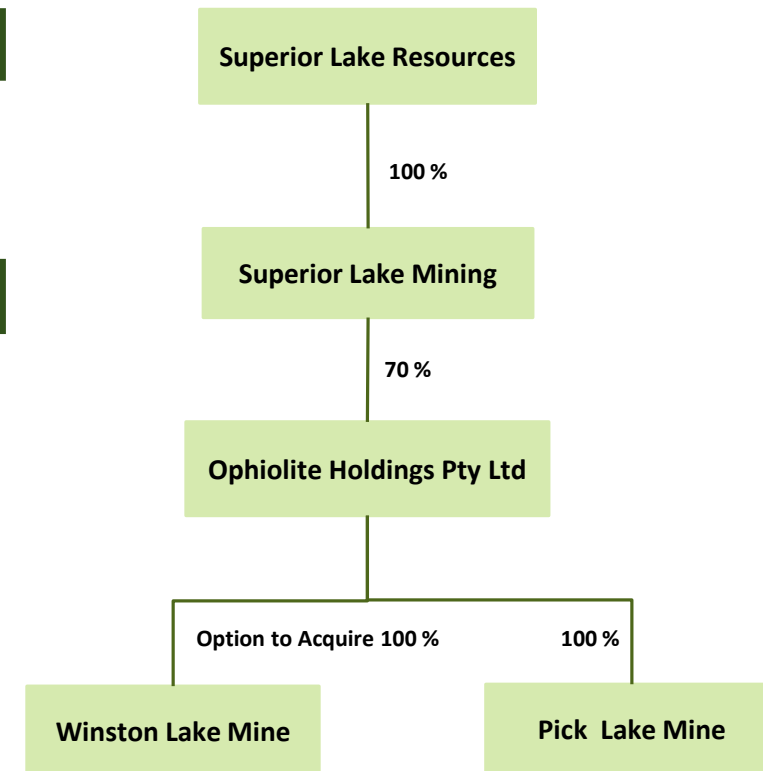 Superior Lake Resources
100 %
Superior Lake Mining
70 %
Ophiolite Holdings Pty Ltd
Option to Acquire 100 %
100 %
Winston Lake Mine
Pick Lake Mine